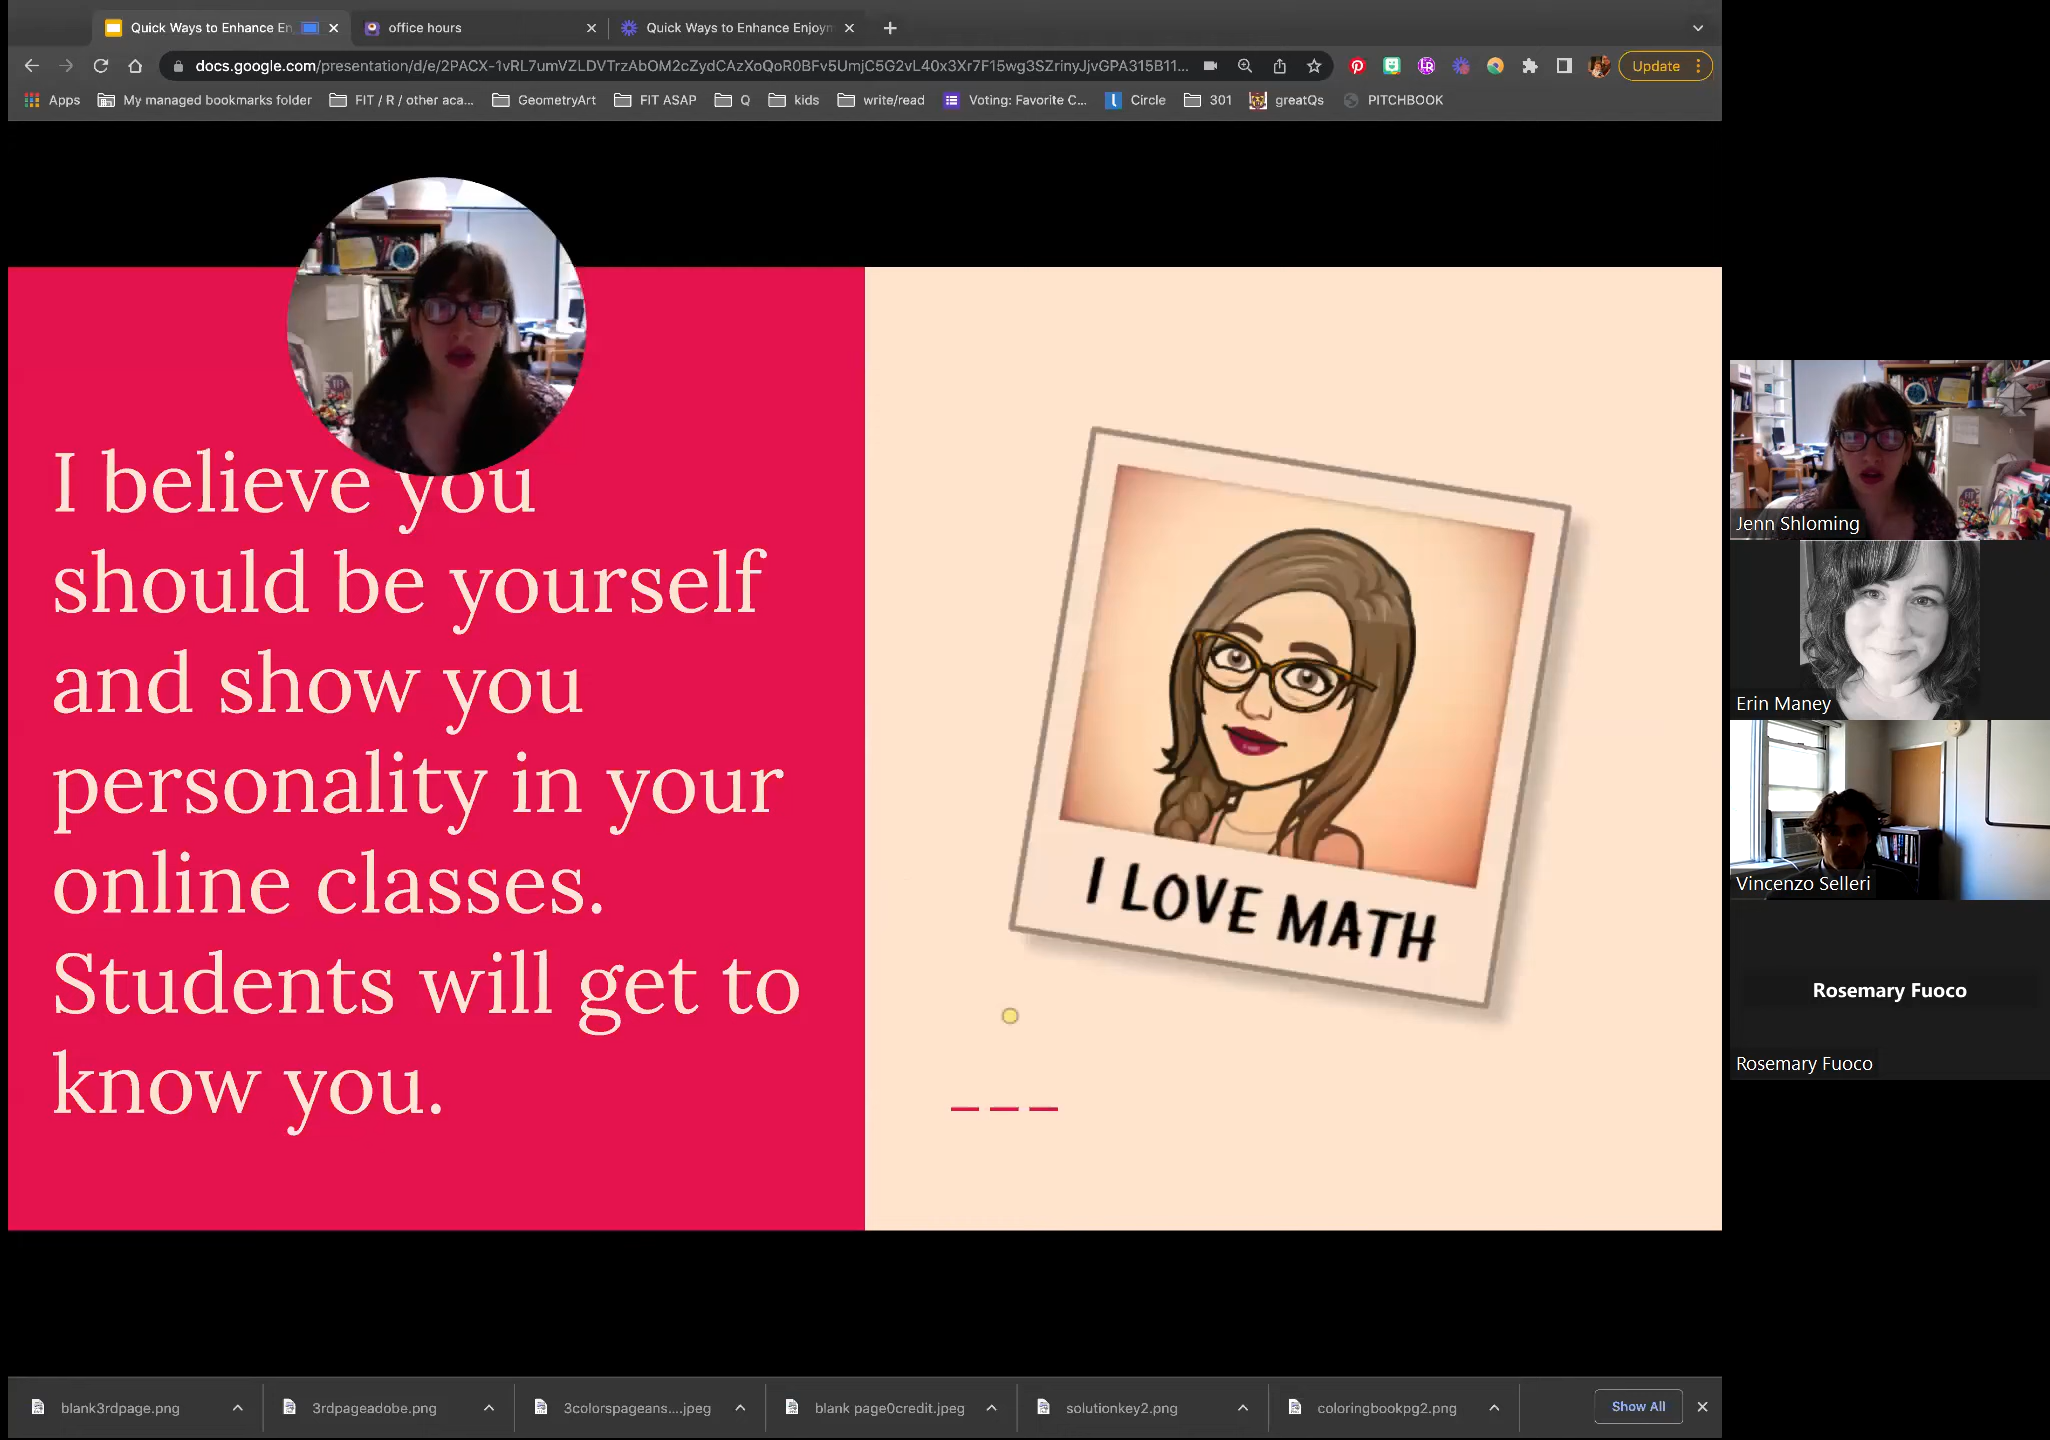 Quick Ways to Enhance En
office hours
Quick Ways to Enhance Enjoym
docs.google.com/presentation/d/e/2PACX-1vRL7umVZLDVTrzAbOM2cZydCAzXoQoR0BFv5UmjC5G2vL40x3Xr7F15wg3SZrinyJjvGPA315B11...
Update
Apps
My managed bookmarks folder
FIT / R / other aca...
GeometryArt
FIT ASAP
Q
kids
write/read
Voting: Favorite C...
Circle
301
greatQs
PITCHBOOK
I believe you
should be yourself
and show you
personality in your
online classes.
Students will get to
know you.
I LOVE MATH
Jenn Shloming
Erin Maney
Vincenzo Selleri
Rosemary Fuoco
Rosemary Fuoco
blank3rdpage.png
3rdpageadobe.png
3colorspageans....jpeg
blank page0credit.jpeg
solutionkey2.png
coloringbookpg2.png
Show All